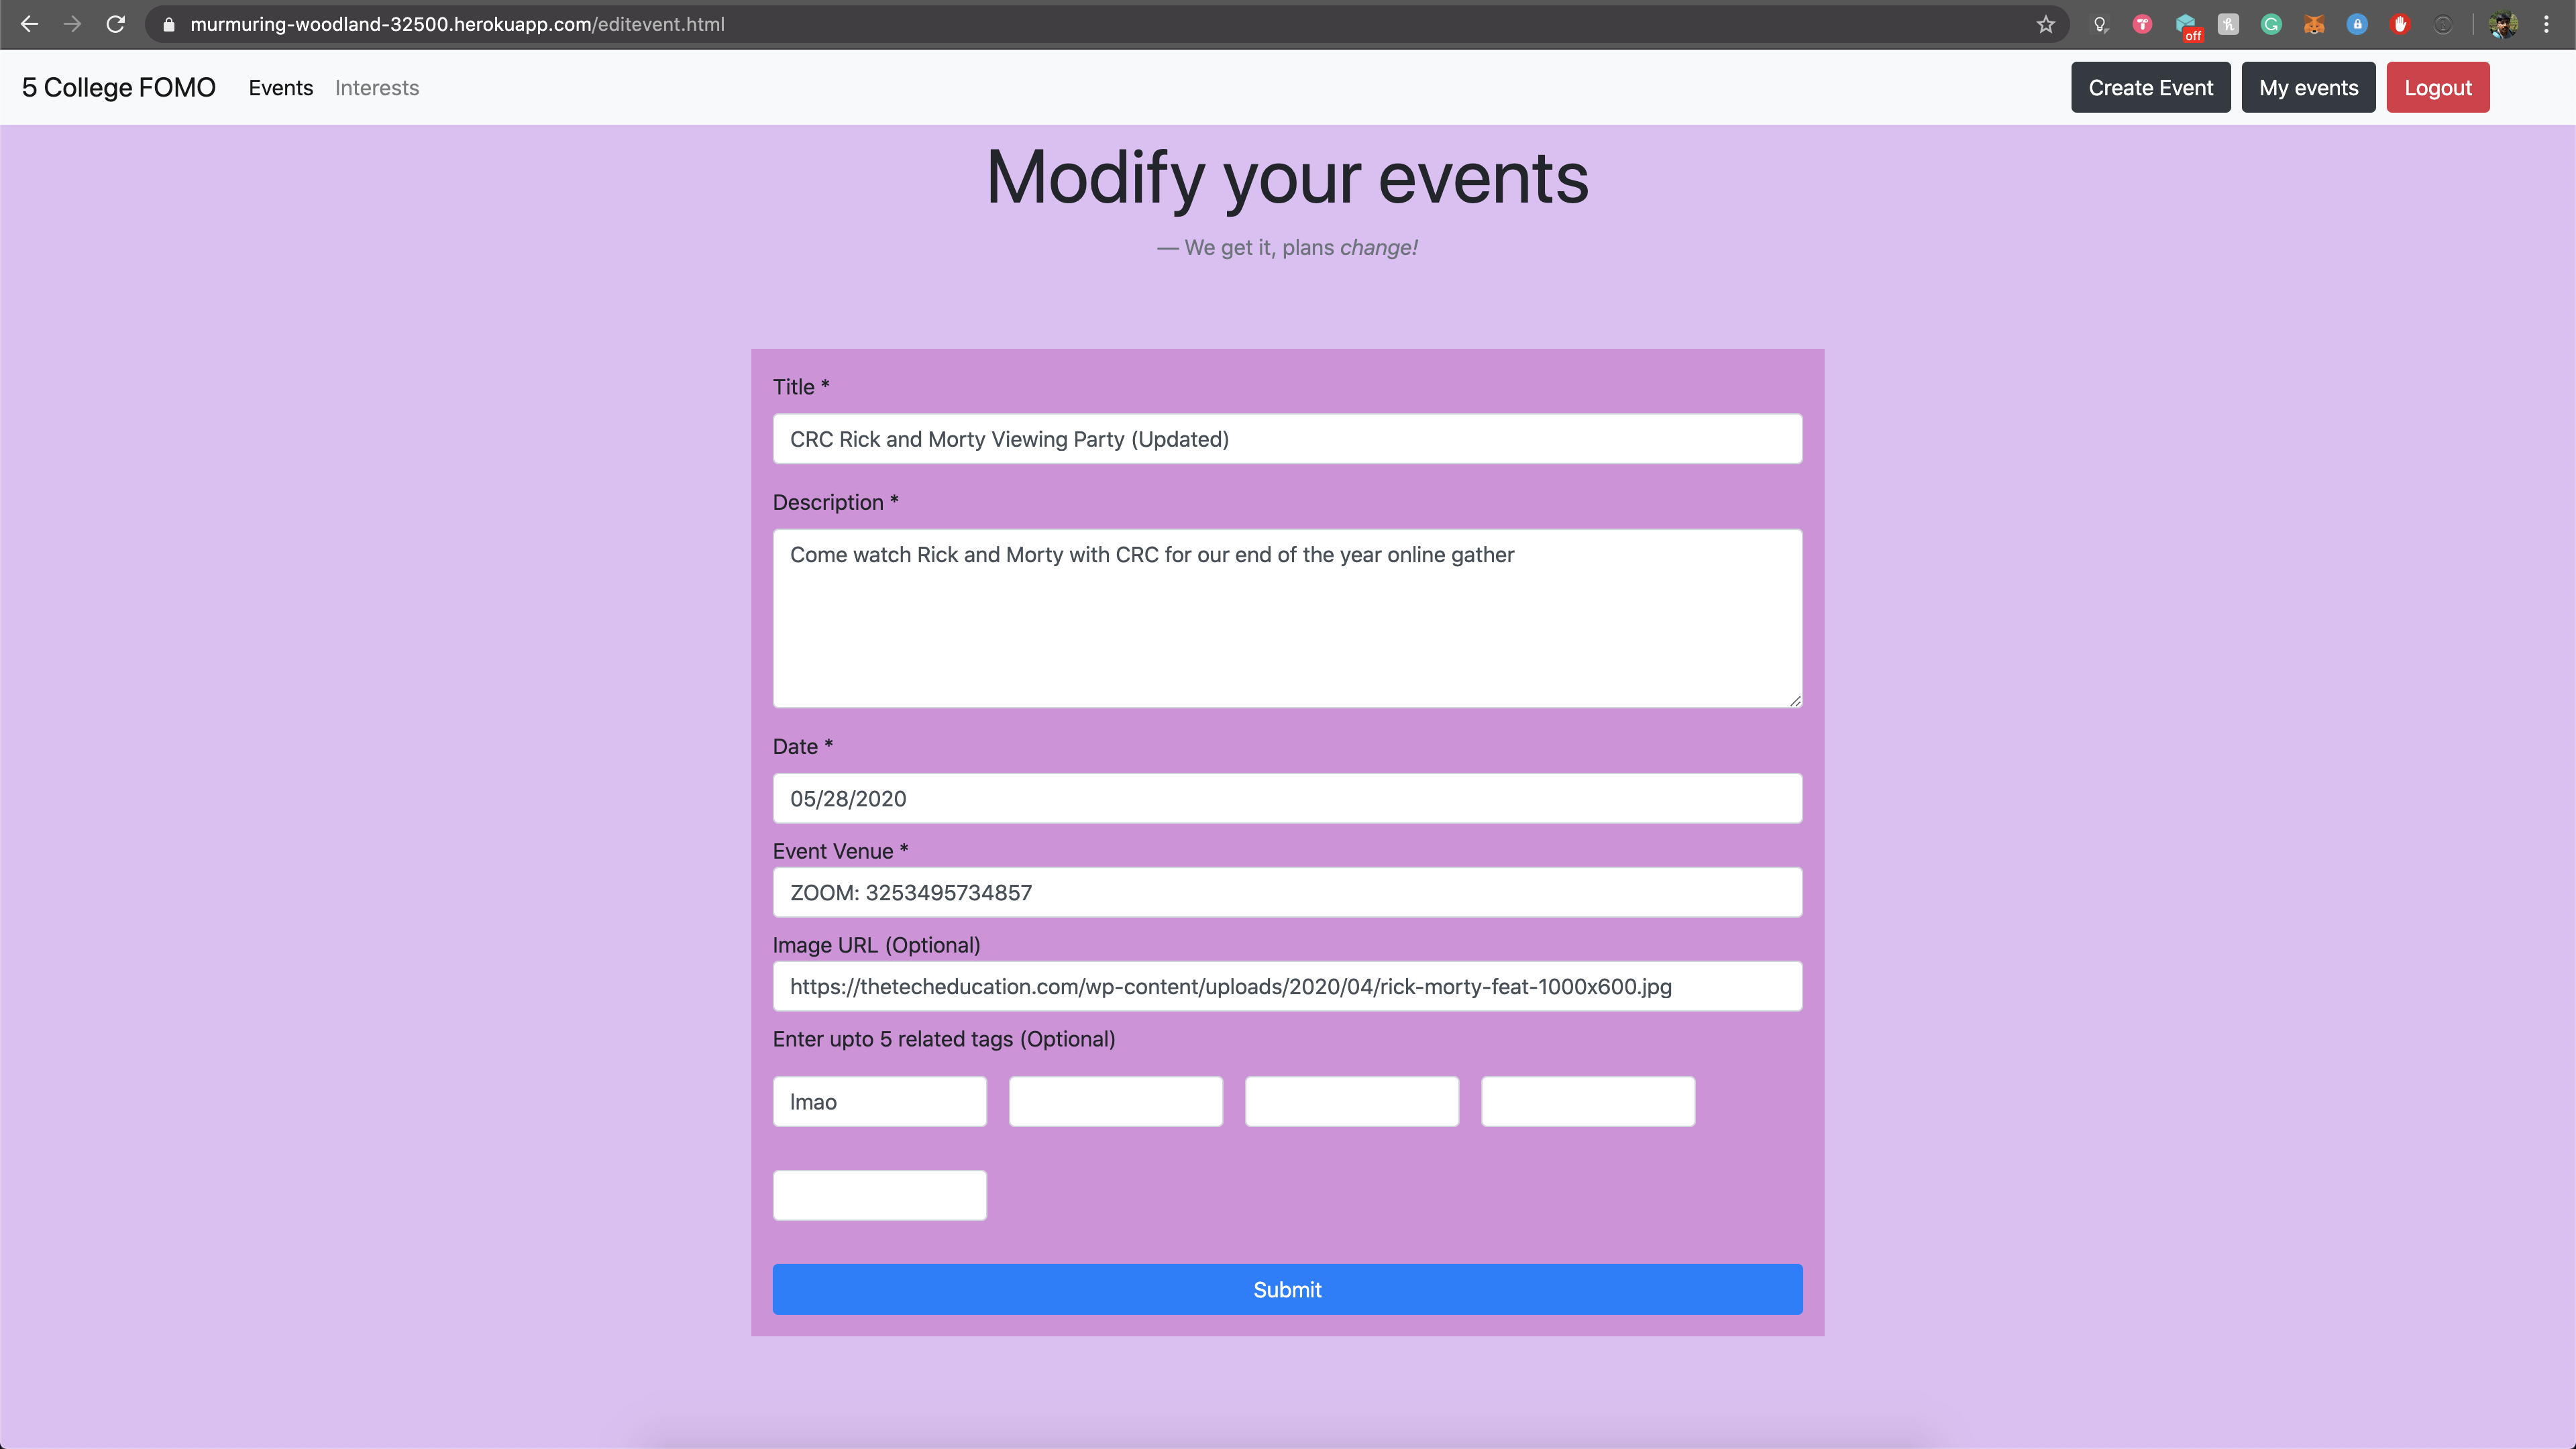 murmuring-woodland-32500.herokuapp.com/editevent.html
off
5 College FOMO Events Interests Create Event My events Logout
Modify your events
— We get it, plans change!
Title *
CRC Rick and Morty Viewing Party (Updated)
Description *
Come watch Rick and Morty with CRC for our end of the year online gather
Date *
05/28/2020
Event Venue *
ZOOM: 3253495734857
Image URL (Optional)
https://thetecheducation.com/wp-content/uploads/2020/04/rick-morty-feat-1000x600.jpg
Enter upto 5 related tags (Optional)
lmao
Submit